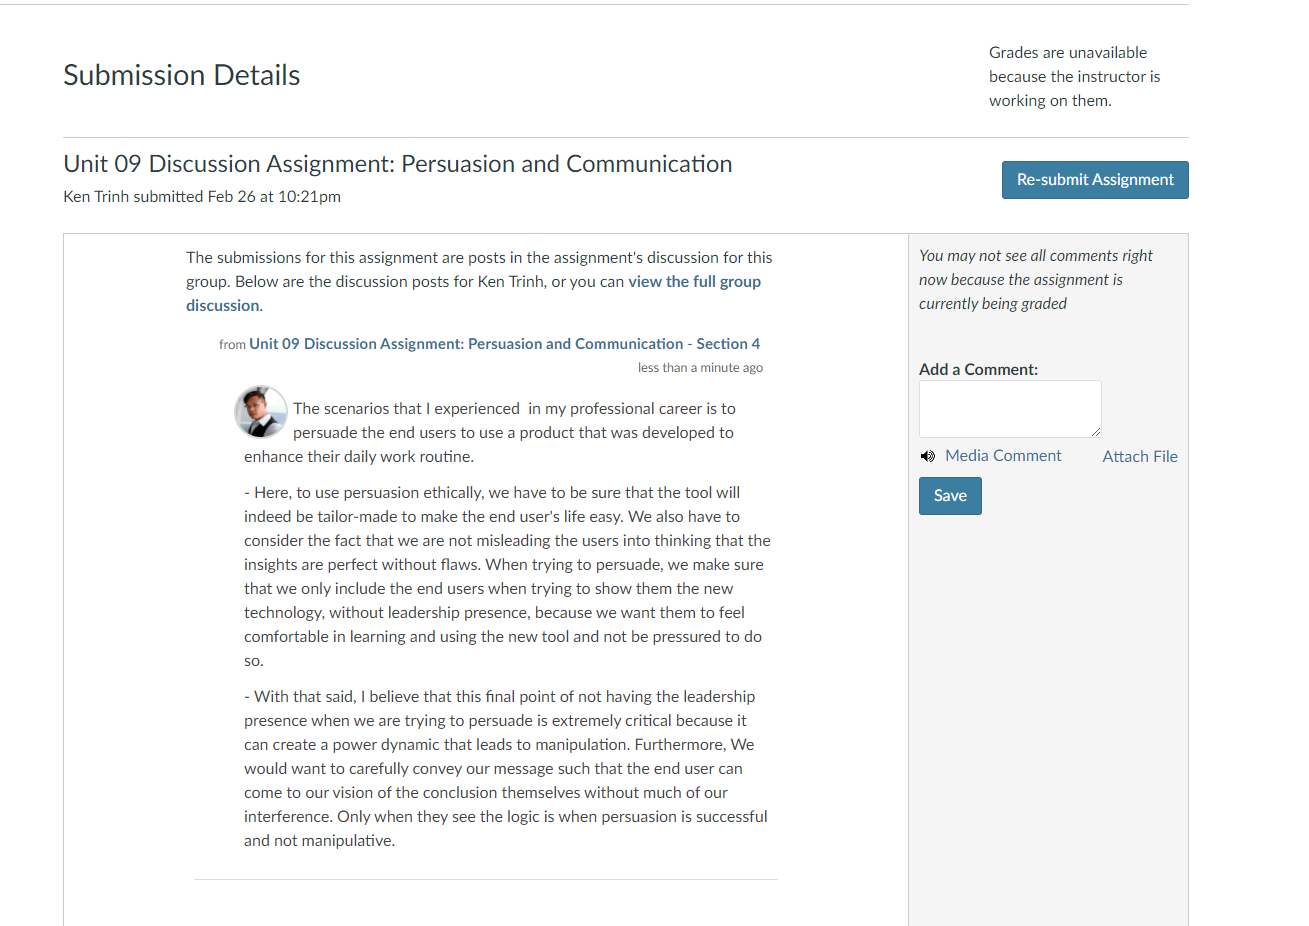 Submission Details
Grades are unavailable
because the instructor is
working on them.
Unit 09 Discussion Assignment: Persuasion and Communication
Ken Trinh submitted Feb 26 at 10:21pm
Re-submit Assignment
The submissions for this assignment are posts in the assignment's discussion for this
group. Below are the discussion posts for Ken Trinh, or you can view the full group
discussion.
from Unit 09 Discussion Assignment: Persuasion and Communication - Section 4
less than a minute ago
The scenarios that I experienced  in my professional career is to
persuade the end users to use a product that was developed to
enhance their daily work routine.
- Here, to use persuasion ethically, we have to be sure that the tool will
indeed be tailor-made to make the end user's life easy. We also have to
consider the fact that we are not misleading the users into thinking that the
insights are perfect without flaws. When trying to persuade, we make sure
that we only include the end users when trying to show them the new
technology, without leadership presence, because we want them to feel
comfortable in learning and using the new tool and not be pressured to do
so.
- With that said, I believe that this final point of not having the leadership
presence when we are trying to persuade is extremely critical because it
can create a power dynamic that leads to manipulation. Furthermore, We
would want to carefully convey our message such that the end user can
come to our vision of the conclusion themselves without much of our
interference. Only when they see the logic is when persuasion is successful
and not manipulative.
You may not see all comments right
now because the assignment is
currently being graded
Add a Comment:
Media Comment
Attach File
Save